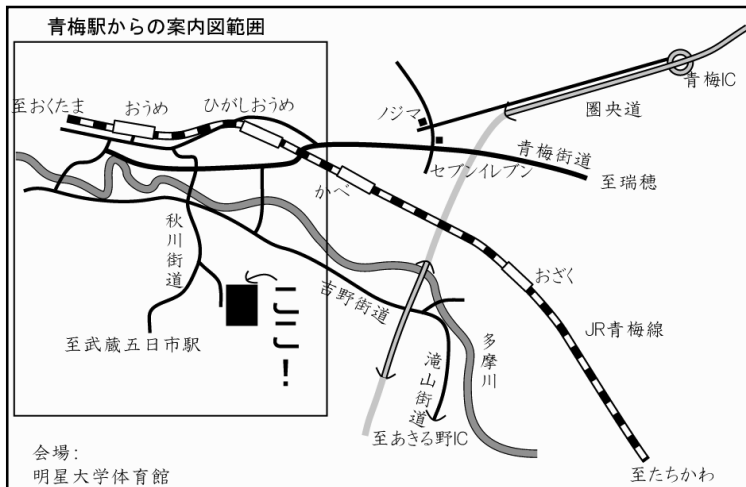 青梅駅からの案内図範囲
至おくたま
おうめ
ひがしおうめ
ノジマ
圏央道
青梅IC
青梅街道
セブンイレブン
至瑞穂
かべ
秋川街道
ここ!
吉野街道
おざく
JR青梅線
多摩川
滝山街道
至武蔵五日市駅
至あきる野IC
至たちかわ
会場:
明星大学体育館